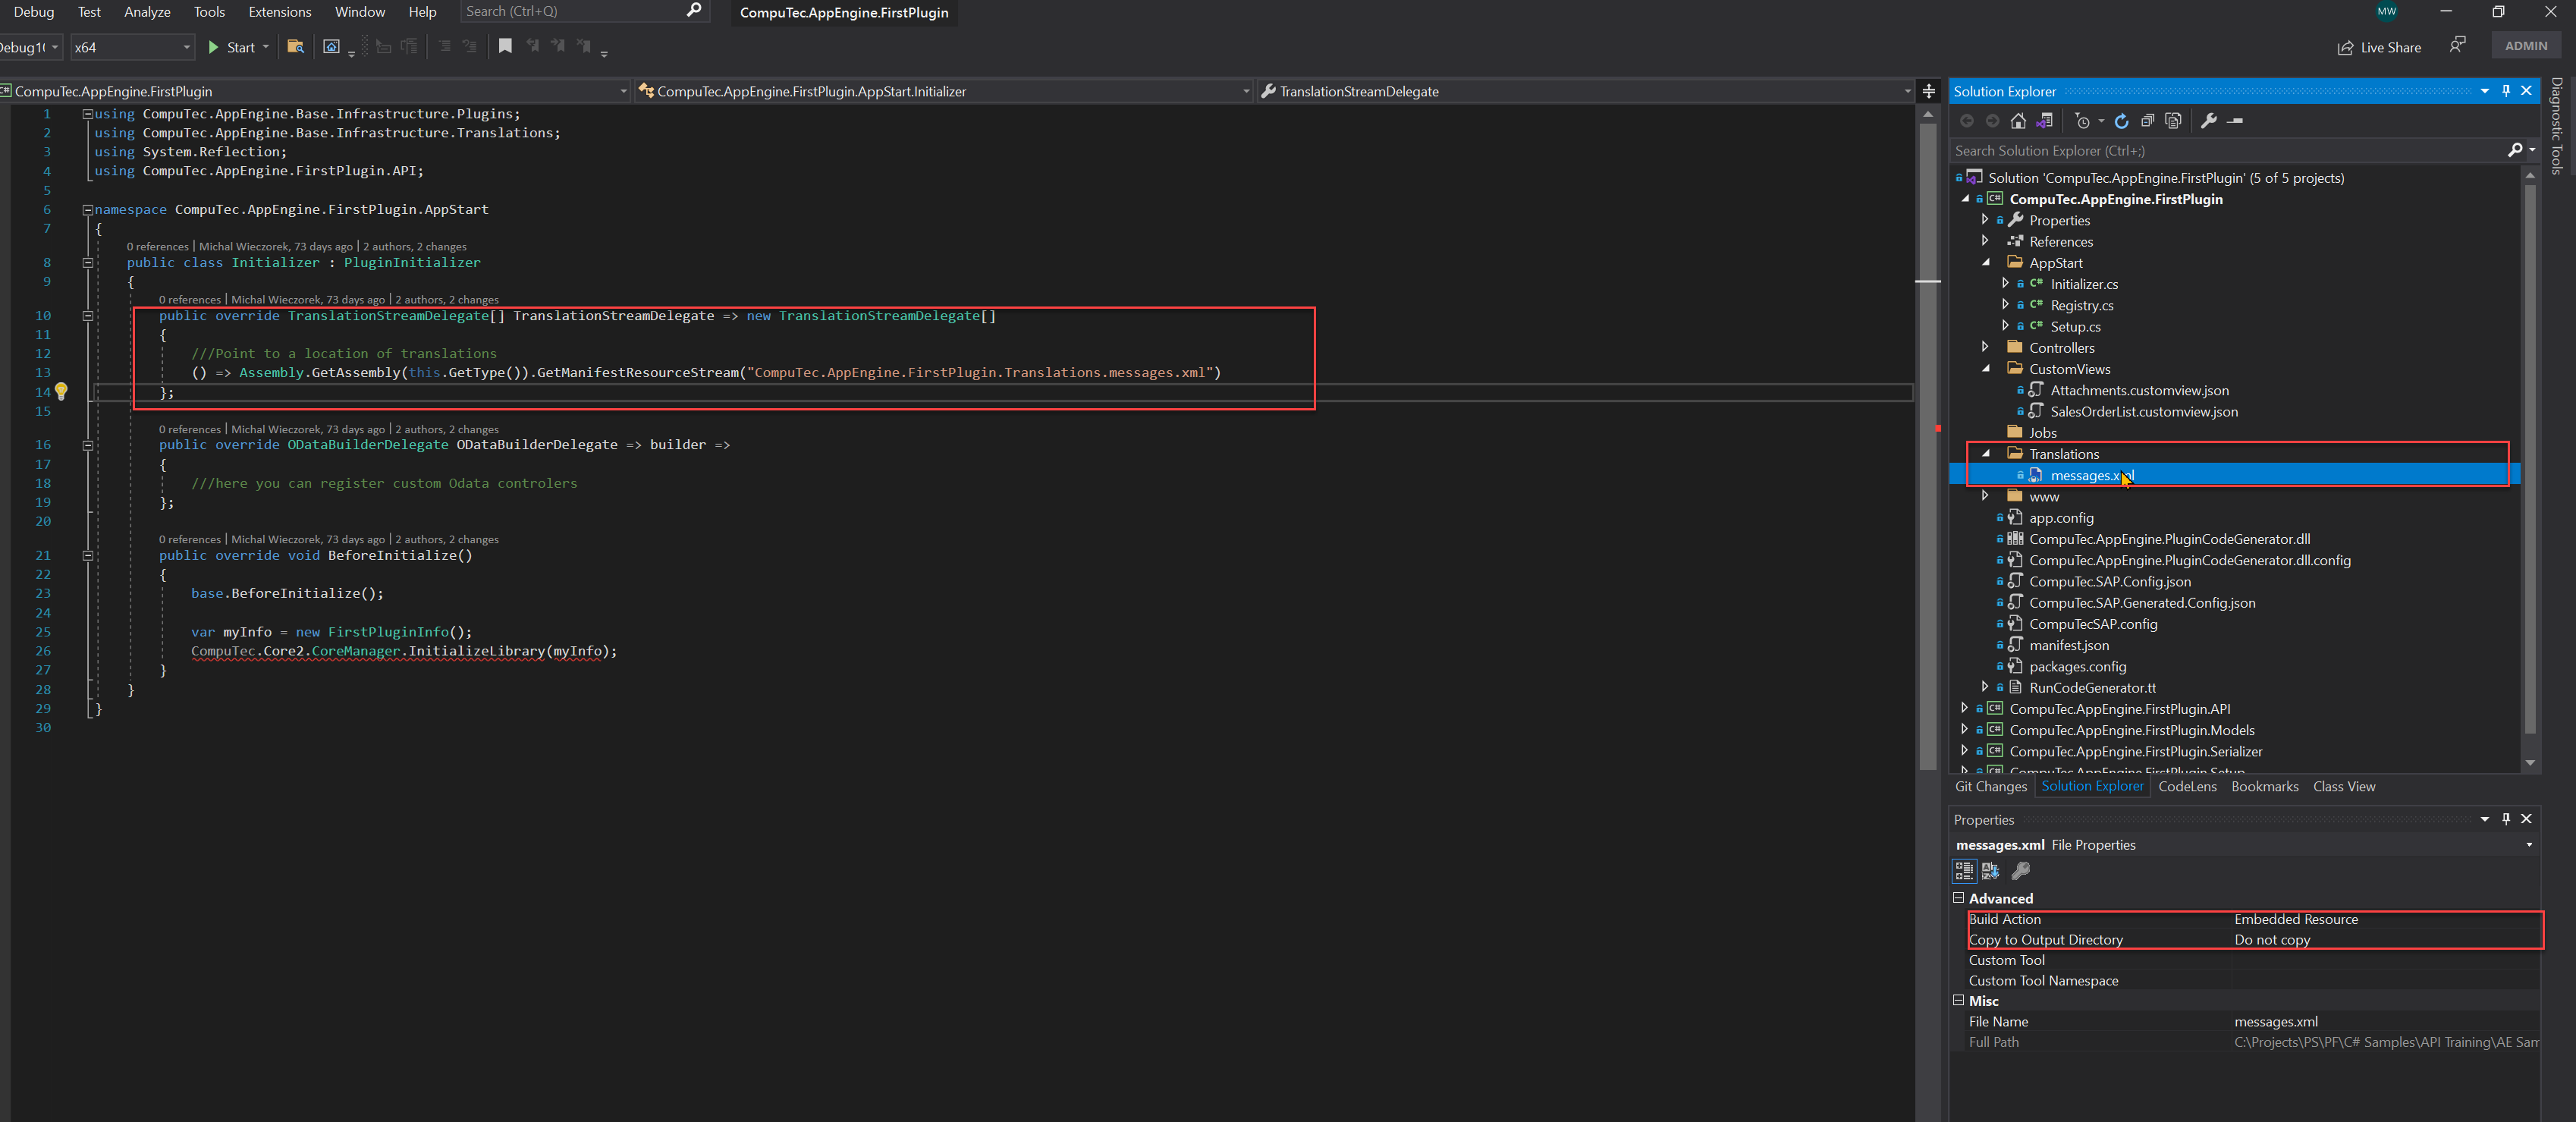 Debug Test Analyze Tools Extensions Window Help Search (Ctrl+Q) CompuTec.AppEngine.FirstPlugin MW
x64 Start Live Share ADMIN
CompuTec.AppEngine.FirstPlugin CompuTec.AppEngine.FirstPlugin.AppStart.Initializer TranslationStreamDelegate
1 using CompuTec.AppEngine.Base.Infrastructure.Plugins;
2 using CompuTec.AppEngine.Base.Infrastructure.Translations;
3 using System.Reflection;
4 using CompuTec.AppEngine.FirstPlugin.API;
5
6 namespace CompuTec.AppEngine.FirstPlugin.AppStart
7 {
0 references | Michal Wieczorek, 73 days ago | 2 authors, 2 changes
8 public class Initializer : PluginInitializer
9 {
0 references | Michal Wieczorek, 73 days ago | 2 authors, 2 changes
10 public override TranslationStreamDelegate[] TranslationStreamDelegate => new TranslationStreamDelegate[]
11 {
12 ///Point to a location of translations
13 () => Assembly.GetAssembly(this.GetType()).GetManifestResourceStream("CompuTec.AppEngine.FirstPlugin.Translations.messages.xml")
14 };
15
0 references | Michal Wieczorek, 73 days ago | 2 authors, 2 changes
16 public override ODataBuilderDelegate ODataBuilderDelegate => builder =>
17 {
18 ///here you can register custom Odata controlers
19 };
20
0 references | Michal Wieczorek, 73 days ago | 2 authors, 2 changes
21 public override void BeforeInitialize()
22 {
23 base.BeforeInitialize();
24
25 var myInfo = new FirstPluginInfo();
26 CompuTec.Core2.CoreManager.InitializeLibrary(myInfo);
27 }
28 }
29 }
30
Solution Explorer
Search Solution Explorer (Ctrl+;)
Solution 'CompuTec.AppEngine.FirstPlugin' (5 of 5 projects)
C# CompuTec.AppEngine.FirstPlugin
Properties
References
AppStart
C# Initializer.cs
C# Registry.cs
C# Setup.cs
Controllers
CustomViews
Attachments.customview.json
SalesOrderList.customview.json
Jobs
Translations
messages.xml
www
app.config
CompuTec.AppEngine.PluginCodeGenerator.dll
CompuTec.AppEngine.PluginCodeGenerator.dll.config
CompuTec.SAP.Config.json
CompuTec.SAP.Generated.Config.json
CompuTecSAP.config
manifest.json
packages.config
RunCodeGenerator.tt
C# CompuTec.AppEngine.FirstPlugin.API
C# CompuTec.AppEngine.FirstPlugin.Models
C# CompuTec.AppEngine.FirstPlugin.Serializer
C# CompuTec.AppEngine.FirstPlugin.Setup
Git Changes Solution Explorer CodeLens Bookmarks Class View
Properties
messages.xml File Properties
Advanced
Build Action Embedded Resource
Copy to Output Directory Do not copy
Custom Tool
Custom Tool Namespace
Misc
File Name messages.xml
Full Path C:\Projects\PS\PF\C# Samples\API Training\AE Sam
Diagnostic Tools